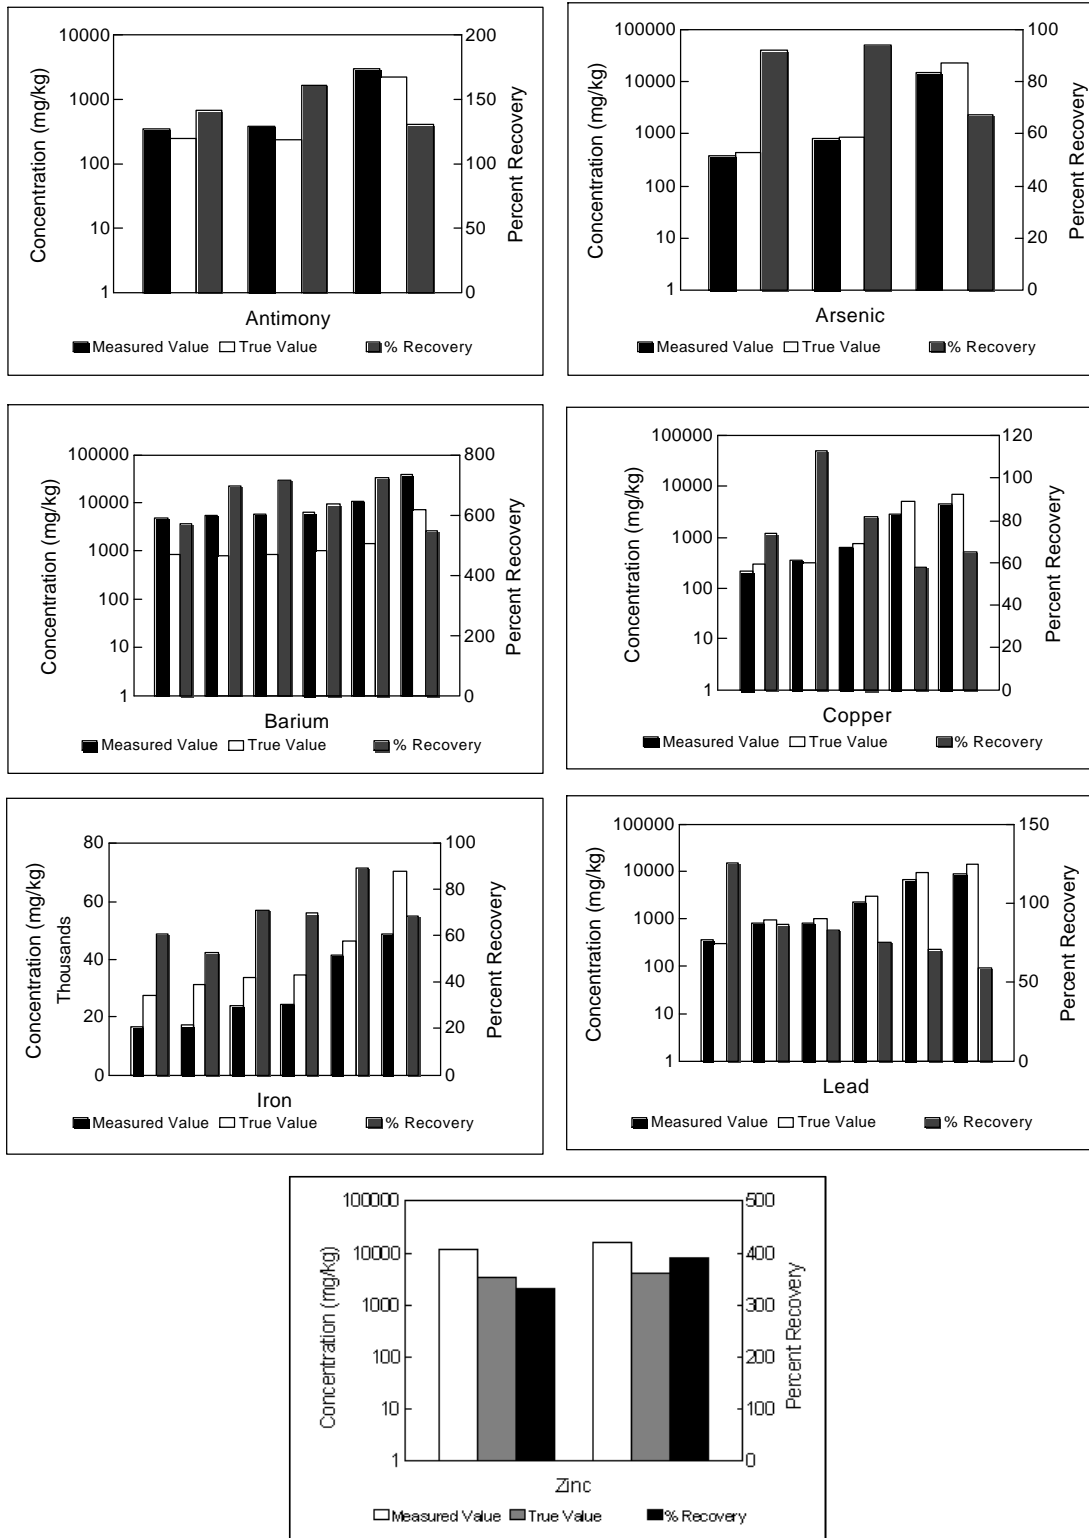 10000
1000
100
10
1
Concentration (mg/kg)
200
150
100
50
0
Percent Recovery
Antimony
Measured Value True Value % Recovery
100000
10000
1000
100
10
1
Concentration (mg/kg)
100
80
60
40
20
0
Percent Recovery
Arsenic
Measured Value True Value % Recovery
100000
10000
1000
100
10
1
Concentration (mg/kg)
800
600
400
200
0
Percent Recovery
Barium
Measured Value True Value % Recovery
100000
10000
1000
100
10
1
Concentration (mg/kg)
120
100
80
60
40
20
0
Percent Recovery
Copper
Measured Value True Value % Recovery
80
60
40
20
0
Concentration (mg/kg)
Thousands
100
80
60
40
20
0
Percent Recovery
Iron
Measured Value True Value % Recovery
100000
10000
1000
100
10
1
Concentration (mg/kg)
150
100
50
0
Percent Recovery
Lead
Measured Value True Value % Recovery
100000
10000
1000
100
10
1
Concentration (mg/kg)
500
400
300
200
100
0
Percent Recovery
Zinc
Measured Value True Value % Recovery